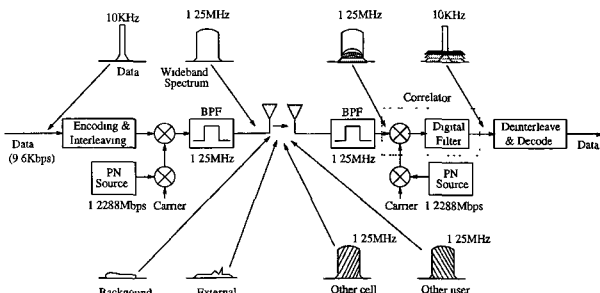 10KHz
1 25MHz
1 25MHz
10KHz
Data
Wideband
Spectrum
Correlator
BPF
BPF
Encoding &
Interleaving
Digital
Filter
Deinterleave
& Decode
Data
(9 6Kbps)
1 25MHz
1 25MHz
Data
PN
Source
PN
Source
1 2288Mbps
Carrier
Carrier
1 2288Mbps
1 25MHz
1 25MHz
Backgound
External
Other cell
Other user